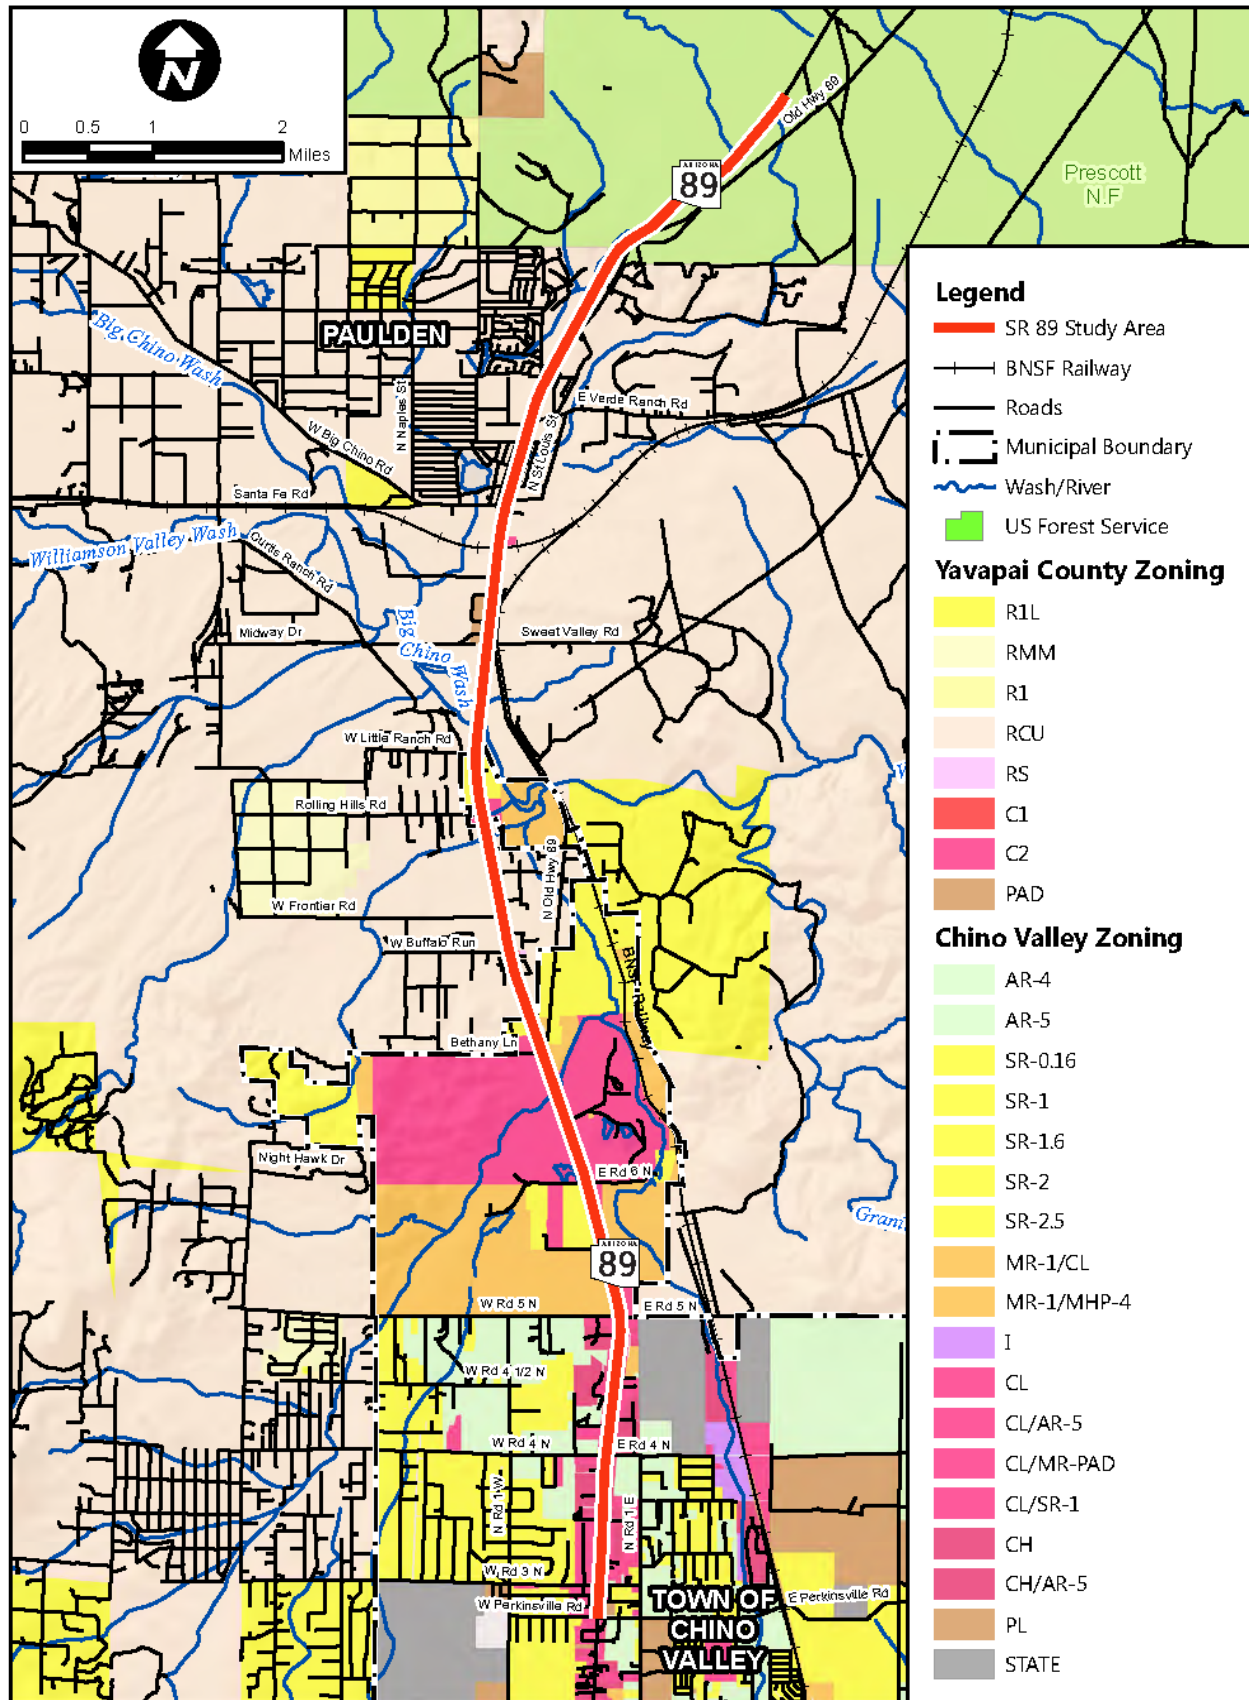 N
0 0.5 1 2
Miles
Old Hwy 89
ARIZONA
89
Prescott
N.F
PAULDEN
Big Chino Wash
N Naples St
E Verde Ranch Rd
W Big Chino Rd
N St Louis St
Santa Fe Rd
Williamson Valley Wash
Curtis Ranch Rd
Midway Dr
Big
Chino Wash
Sweet Valley Rd
W Little Ranch Rd
Rolling Hills Rd
N Old Hwy 89
W Frontier Rd
W Buffalo Run
BNSF Railway
Bethany Ln
Night Hawk Dr
E Rd 6 N
Grani
ARIZONA
89
W Rd 5 N
E Rd 5 N
W Rd 4 1/2 N
W Rd 4 N
E Rd 4 N
N Rd 1 W
N Rd 1 E
W Rd 3 N
W Perkinsville Rd
E Perkinsville Rd
TOWN OF
CHINO
VALLEY
Legend
SR 89 Study Area
BNSF Railway
Roads
Municipal Boundary
Wash/River
US Forest Service
Yavapai County Zoning
R1L
RMM
R1
RCU
RS
C1
C2
PAD
Chino Valley Zoning
AR-4
AR-5
SR-0.16
SR-1
SR-1.6
SR-2
SR-2.5
MR-1/CL
MR-1/MHP-4
I
CL
CL/AR-5
CL/MR-PAD
CL/SR-1
CH
CH/AR-5
PL
STATE